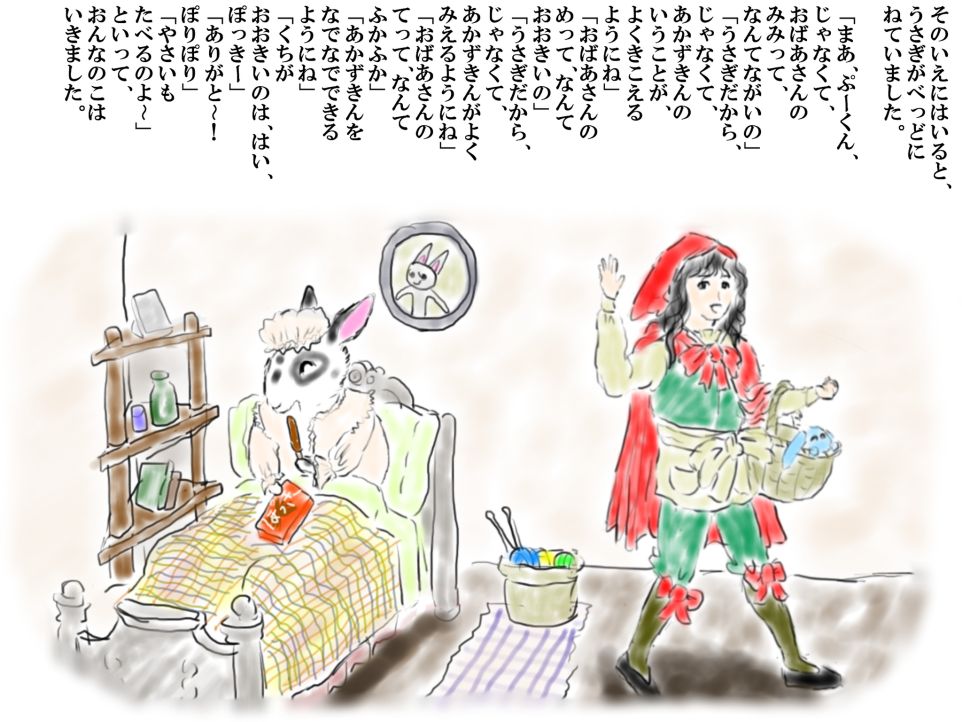 そのいえにはいると、
うさぎがべっどに
ねていました。
「まあ、ぷーくん、
じゃなくて、
おばあさんの
みみって、
なんてながいの」
「うさぎだから、
じゃなくて、
あかずきんの
いうことが、
よくきこえる
ようにね」
「おばあさんの
めって、なんて
おおきいの」
「うさぎだから、
じゃなくて、
あかずきんがよく
みえるようにね」
「おばあさんの
てって、なんて
ふかふか」
「あかずきんを
なでなでできる
ようにね」
「くちが
おおきいのは、はい、
ぽっきー」
「ありがと〜！
ぽりぽり」
「やさいも
たべるのよ〜」
といって、
おんなのこは
いきました。
ぽっきー